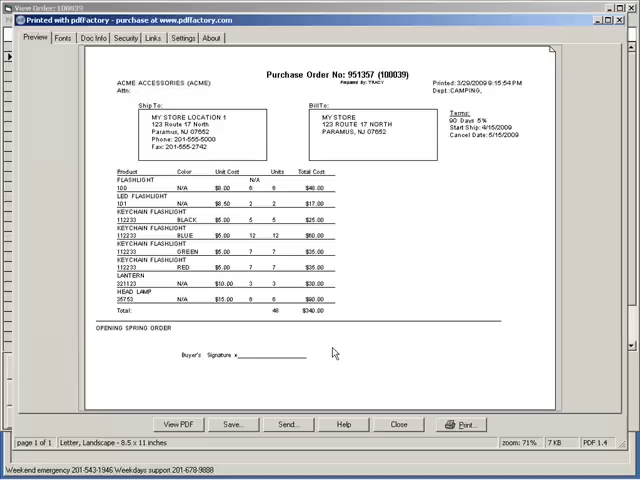 View Order: 100039
Printed with pdfFactory - purchase at www.pdffactory.com
Preview Fonts Doc Info Security Links Settings About
Purchase Order No: 951357 (100039)
Prepared By: TRACY
ACME ACCESSORIES (ACME)
Attn:
Printed: 3/29/2009 9:15:54 PM
Dept.:CAMPING,
Ship To:
MY STORE LOCATION 1
123 Route 17 North
Paramus, NJ 07652
Phone: 201-555-5000
Fax: 201-555-2742
Bill To:
MY STORE
123 ROUTE 17 NORTH
PARAMUS, NJ 07652
Terms:
90 Days 5%
Start Ship: 4/15/2009
Cancel Date: 5/15/2009
Product Color Unit Cost Units Total Cost
FLASHLIGHT N/A
100 N/A $8.00 6 6 $48.00
LED FLASHLIGHT
101 N/A $8.50 2 2 $17.00
KEYCHAIN FLASHLIGHT
112233 BLACK $5.00 5 5 $25.00
KEYCHAIN FLASHLIGHT
112233 BLUE $5.00 12 12 $60.00
KEYCHAIN FLASHLIGHT
112233 GREEN $5.00 7 7 $35.00
KEYCHAIN FLASHLIGHT
112233 RED $5.00 7 7 $35.00
LANTERN
321123 N/A $10.00 3 3 $30.00
HEAD LAMP
35753 N/A $15.00 6 6 $90.00
Total: 48 $340.00
OPENING SPRING ORDER
Buyer's Signature x
View PDF Save... Send... Help Close Print...
page 1 of 1 Letter, Landscape - 8.5 x 11 inches zoom: 71% 7 KB PDF 1.4
Weekend emergency 201-543-1946 Weekdays support 201-678-9888